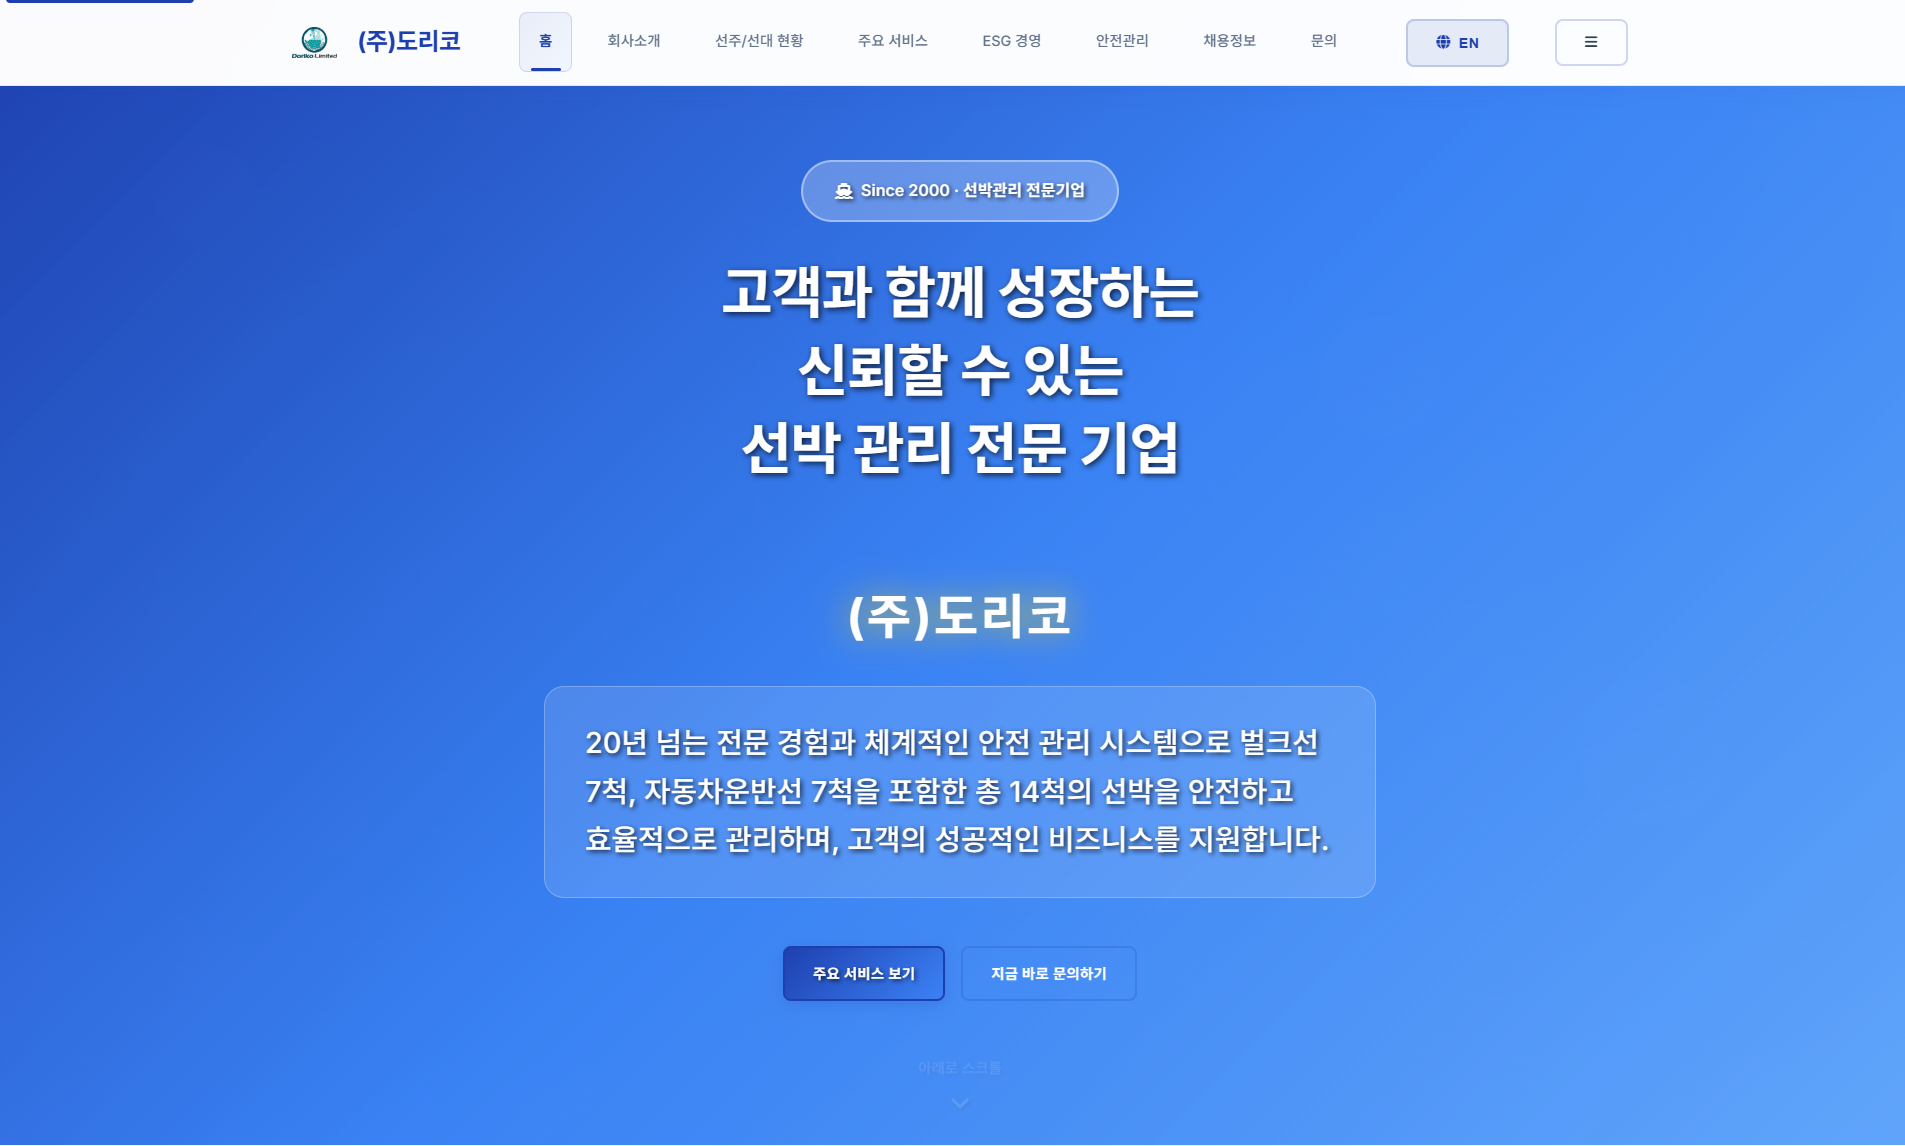 Doriko Limited
(주)도리코
홈
회사소개
선주/선대 현황
주요 서비스
ESG 경영
안전관리
채용정보
문의
EN
Since 2000 · 선박관리 전문기업
고객과 함께 성장하는
신뢰할 수 있는
선박 관리 전문 기업
(주)도리코
20년 넘는 전문 경험과 체계적인 안전 관리 시스템으로 벌크선
7척, 자동차운반선 7척을 포함한 총 14척의 선박을 안전하고
효율적으로 관리하며, 고객의 성공적인 비즈니스를 지원합니다.
주요 서비스 보기
지금 바로 문의하기
아래로 스크롤